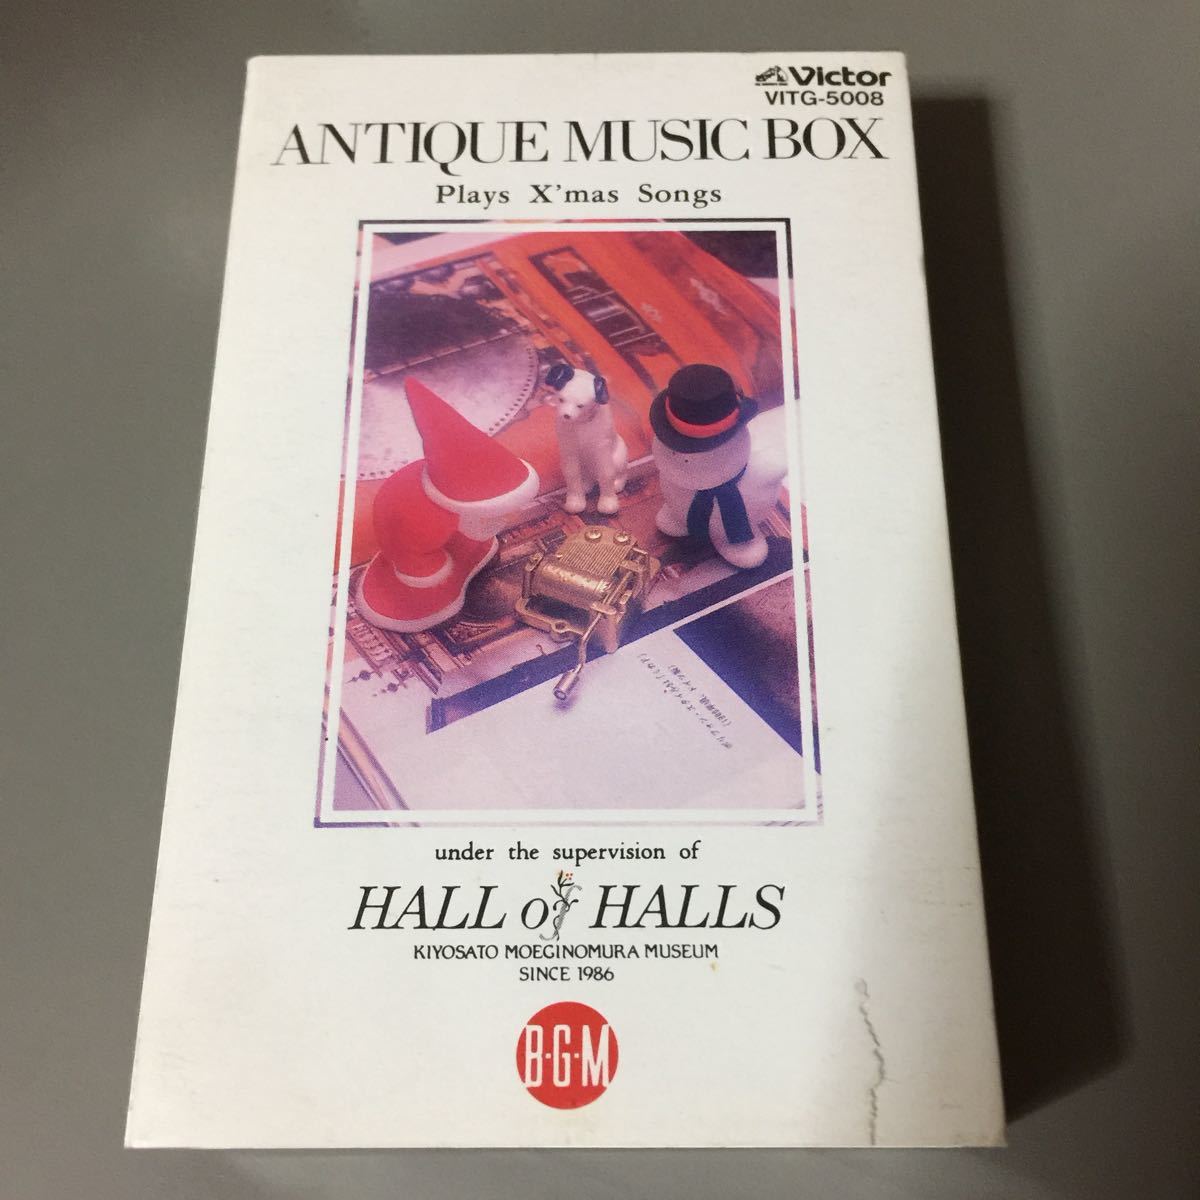 Victor
VITG-5008
ANTIQUE MUSIC BOX
Plays X'mas Songs
under the supervision of
HALL of HALLS
KIYOSATO MOEGINOMURA MUSEUM
SINCE 1986
B·G·M